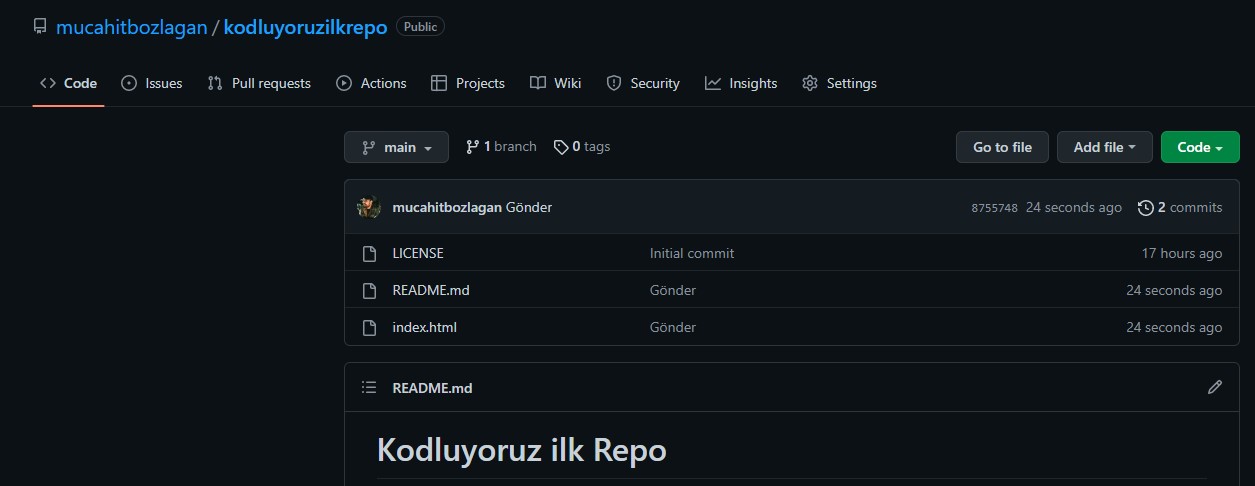 mucahitbozlagan / kodluyoruzilkrepo Public
Code Issues Pull requests Actions Projects Wiki Security Insights Settings
main 1 branch 0 tags Go to file Add file Code
mucahitbozlagan Gönder 8755748 24 seconds ago 2 commits
LICENSE Initial commit 17 hours ago
README.md Gönder 24 seconds ago
index.html Gönder 24 seconds ago
README.md
Kodluyoruz ilk Repo